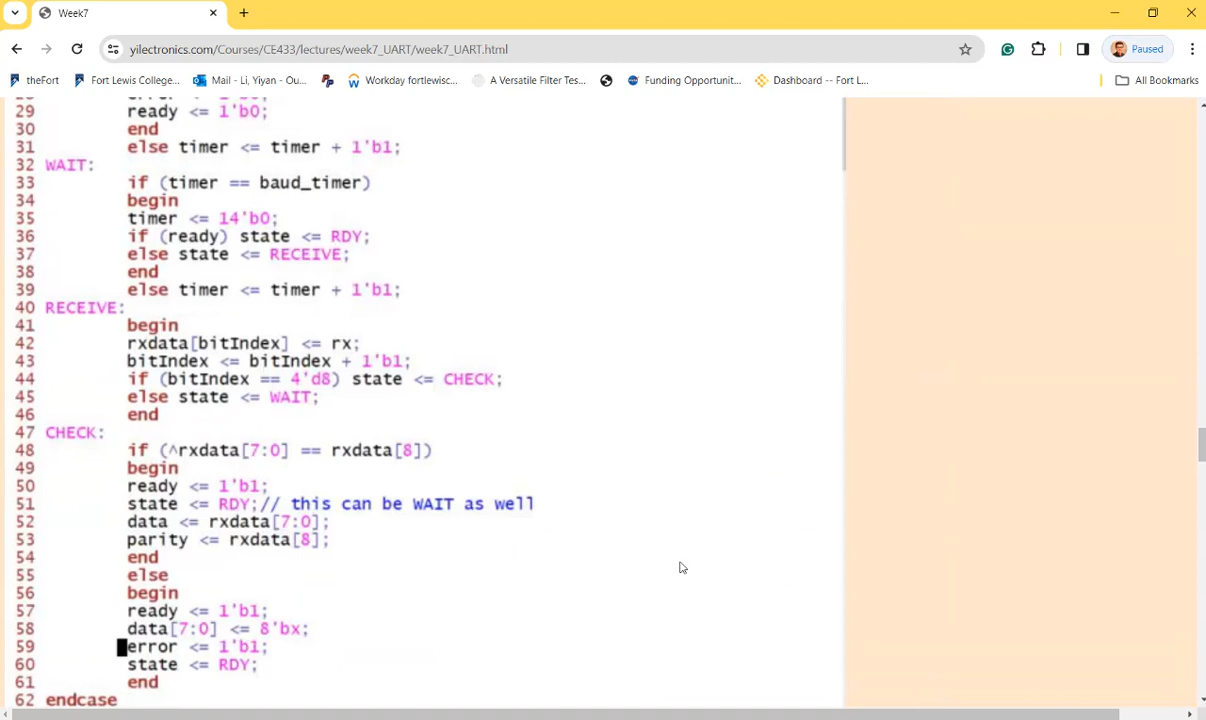 Week7
yilectronics.com/Courses/CE433/lectures/week7_UART/week7_UART.html
Paused
theFort
Fort Lewis College...
Mail - Li, Yiyan - Ou...
Workday fortlewisc...
A Versatile Filter Tes...
Funding Opportunit...
Dashboard -- Fort L...
All Bookmarks
29 ready <= 1'b0;
30 end
31 else timer <= timer + 1'b1;
32 WAIT:
33 if (timer == baud_timer)
34 begin
35 timer <= 14'b0;
36 if (ready) state <= RDY;
37 else state <= RECEIVE;
38 end
39 else timer <= timer + 1'b1;
40 RECEIVE:
41 begin
42 rxdata[bitIndex] <= rx;
43 bitIndex <= bitIndex + 1'b1;
44 if (bitIndex == 4'd8) state <= CHECK;
45 else state <= WAIT;
46 end
47 CHECK:
48 if (^rxdata[7:0] == rxdata[8])
49 begin
50 ready <= 1'b1;
51 state <= RDY;// this can be WAIT as well
52 data <= rxdata[7:0];
53 parity <= rxdata[8];
54 end
55 else
56 begin
57 ready <= 1'b1;
58 data[7:0] <= 8'bx;
59 error <= 1'b1;
60 state <= RDY;
61 end
62 endcase